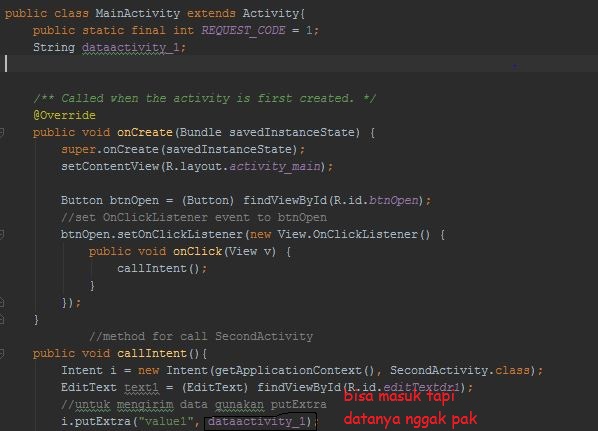 public class MainActivity extends Activity{
    public static final int REQUEST_CODE = 1;
    String dataactivity_1;
    /** Called when the activity is first created. */
    @Override
    public void onCreate(Bundle savedInstanceState) {
        super.onCreate(savedInstanceState);
        setContentView(R.layout.activity_main);
        Button btnOpen = (Button) findViewById(R.id.btnOpen);
        //set OnClickListener event to btnOpen
        btnOpen.setOnClickListener(new View.OnClickListener() {
            public void onClick(View v) {
                callIntent();
            }
        });
    }
            //method for call SecondActivity
    public void callIntent(){
        Intent i = new Intent(getApplicationContext(), SecondActivity.class);
        EditText text1 = (EditText) findViewById(R.id.editTextdr1);
        //untuk mengirim data gunakan putExtra
        i.putExtra("value1", dataactivity_1);
bisa masuk tapi
datanya nggak pak